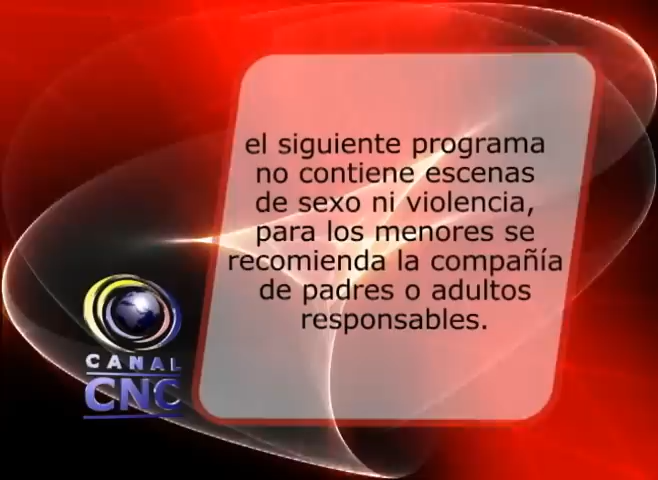 el siguiente programa
no contiene escenas
de sexo ni violencia,
para los menores se
recomienda la compañía
de padres o adultos
responsables.
CANAL
CNC